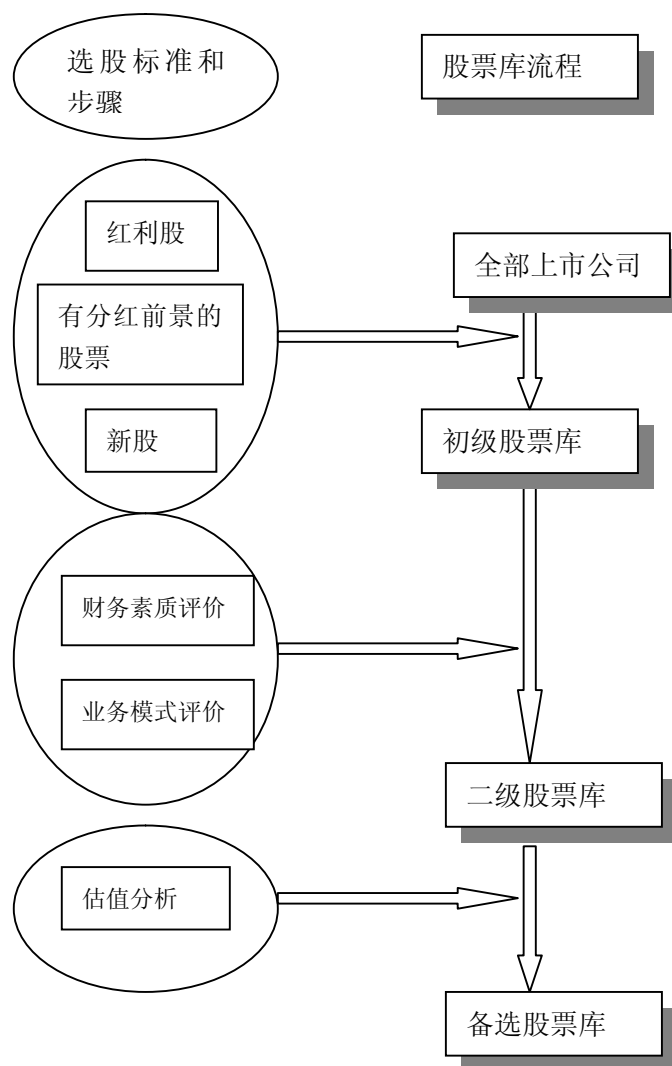 选股标准和
步骤
股票库流程
红利股
全部上市公司
有分红前景的
股票
新股
初级股票库
财务素质评价
业务模式评价
二级股票库
估值分析
备选股票库